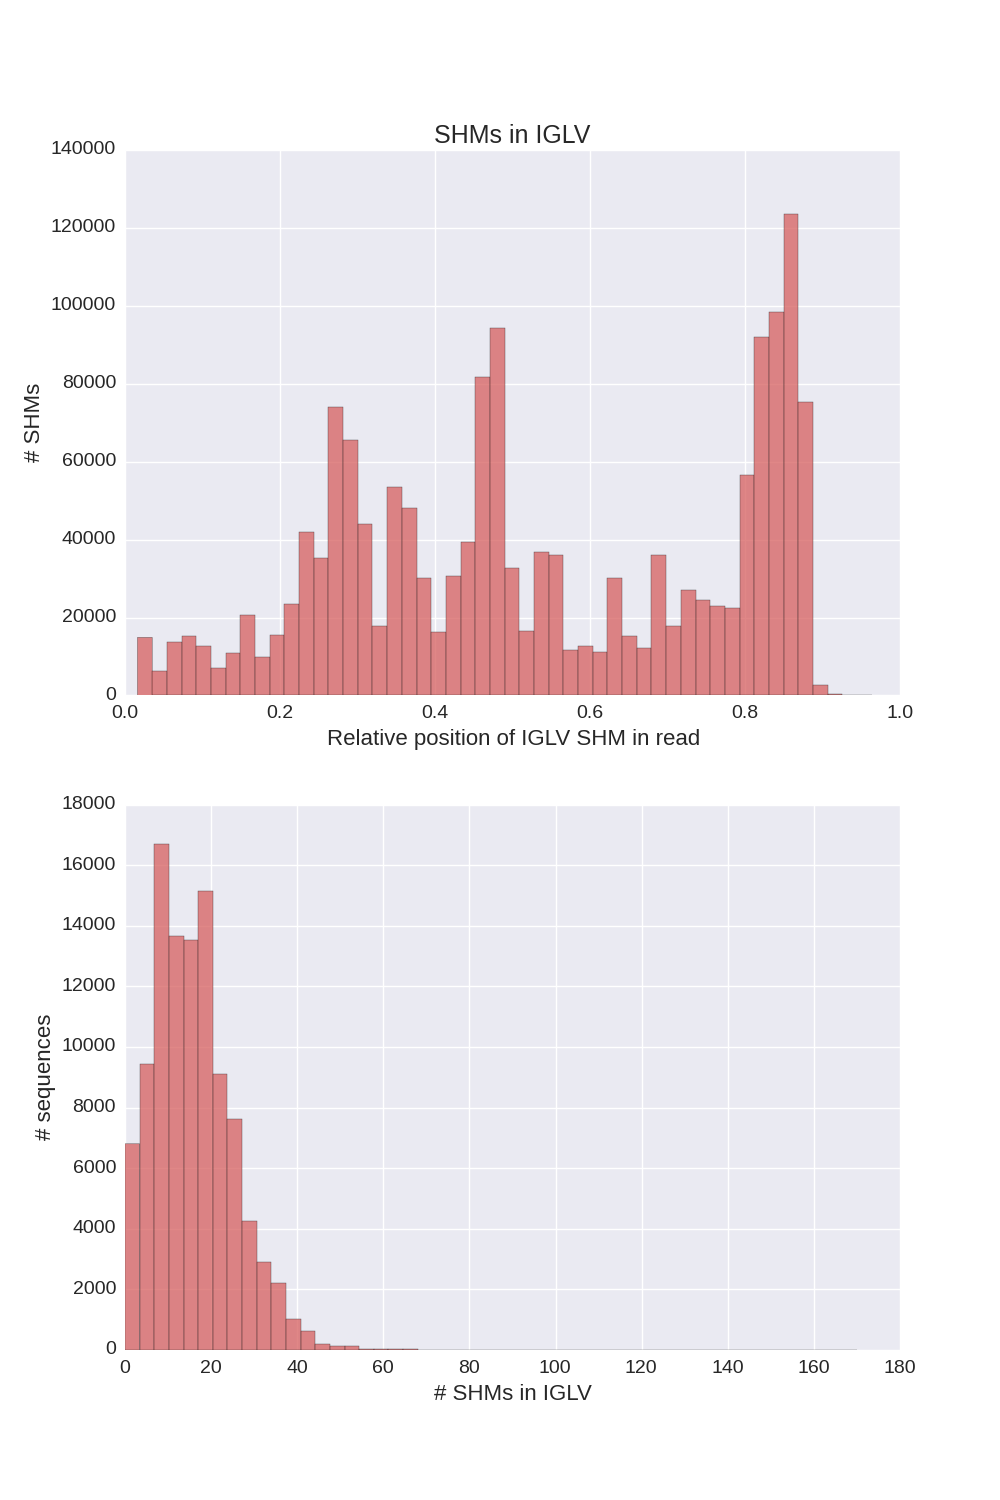 SHMs in IGLV
140000
120000
100000
80000
60000
40000
20000
0
# SHMs
0.0 0.2 0.4 0.6 0.8 1.0
Relative position of IGLV SHM in read
18000
16000
14000
12000
10000
8000
6000
4000
2000
0
# sequences
0 20 40 60 80 100 120 140 160 180
# SHMs in IGLV